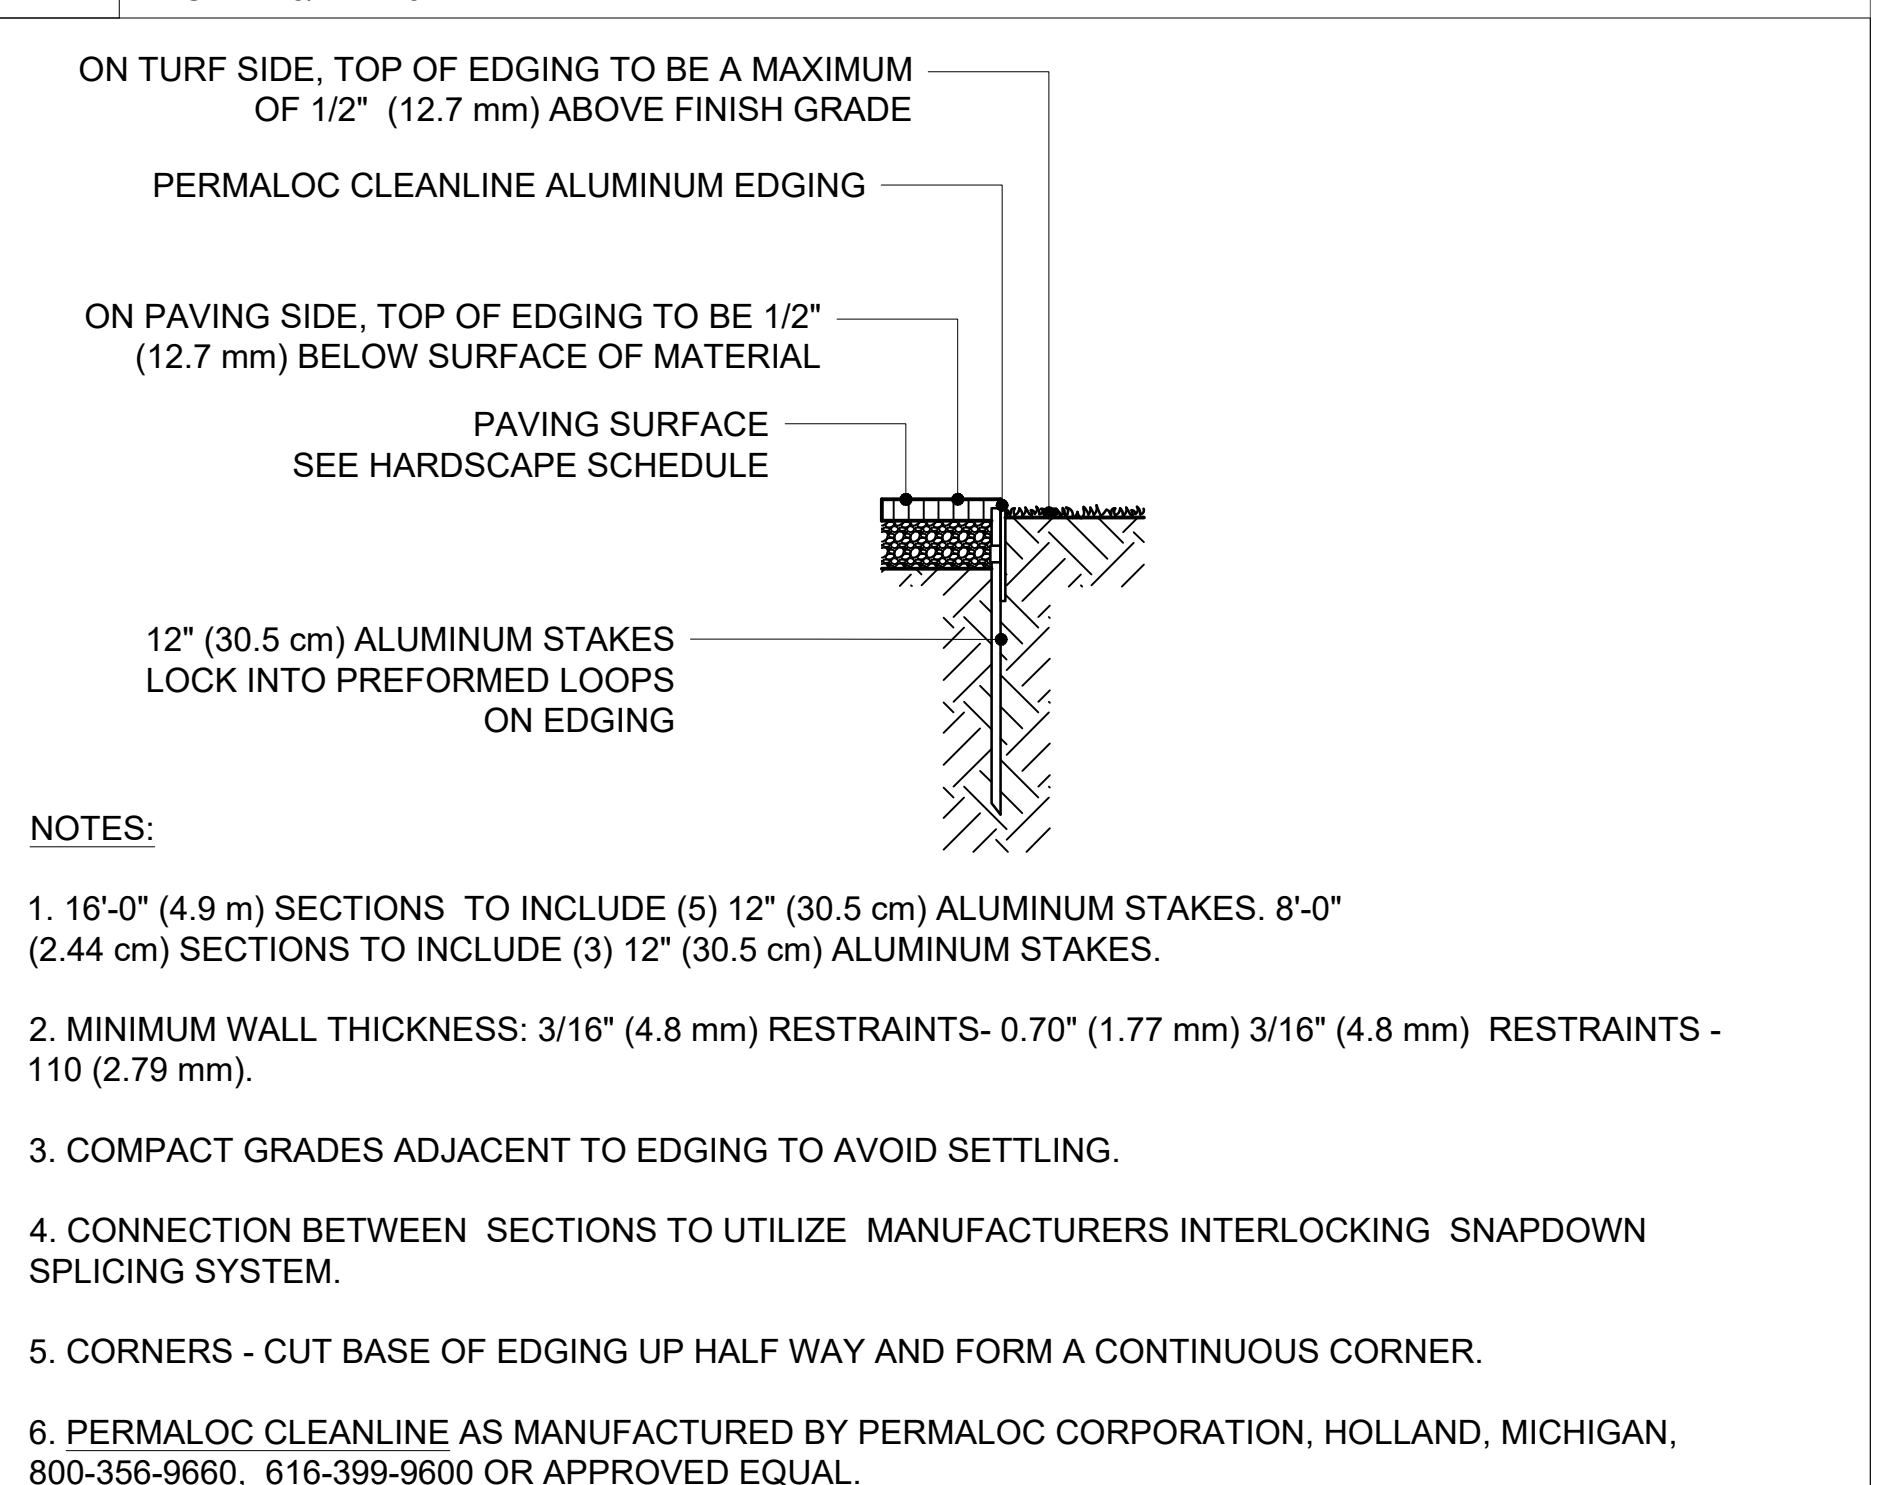 ON TURF SIDE, TOP OF EDGING TO BE A MAXIMUM
OF 1/2" (12.7 mm) ABOVE FINISH GRADE
PERMALOC CLEANLINE ALUMINUM EDGING
ON PAVING SIDE, TOP OF EDGING TO BE 1/2"
(12.7 mm) BELOW SURFACE OF MATERIAL
PAVING SURFACE
SEE HARDSCAPE SCHEDULE
12" (30.5 cm) ALUMINUM STAKES
LOCK INTO PREFORMED LOOPS
ON EDGING
NOTES:
1. 16'-0" (4.9 m) SECTIONS TO INCLUDE (5) 12" (30.5 cm) ALUMINUM STAKES. 8'-0"
(2.44 cm) SECTIONS TO INCLUDE (3) 12" (30.5 cm) ALUMINUM STAKES.
2. MINIMUM WALL THICKNESS: 3/16" (4.8 mm) RESTRAINTS- 0.70" (1.77 mm) 3/16" (4.8 mm) RESTRAINTS -
110 (2.79 mm).
3. COMPACT GRADES ADJACENT TO EDGING TO AVOID SETTLING.
4. CONNECTION BETWEEN SECTIONS TO UTILIZE MANUFACTURERS INTERLOCKING SNAPDOWN
SPLICING SYSTEM.
5. CORNERS - CUT BASE OF EDGING UP HALF WAY AND FORM A CONTINUOUS CORNER.
6. PERMALOC CLEANLINE AS MANUFACTURED BY PERMALOC CORPORATION, HOLLAND, MICHIGAN,
800-356-9660, 616-399-9600 OR APPROVED EQUAL.